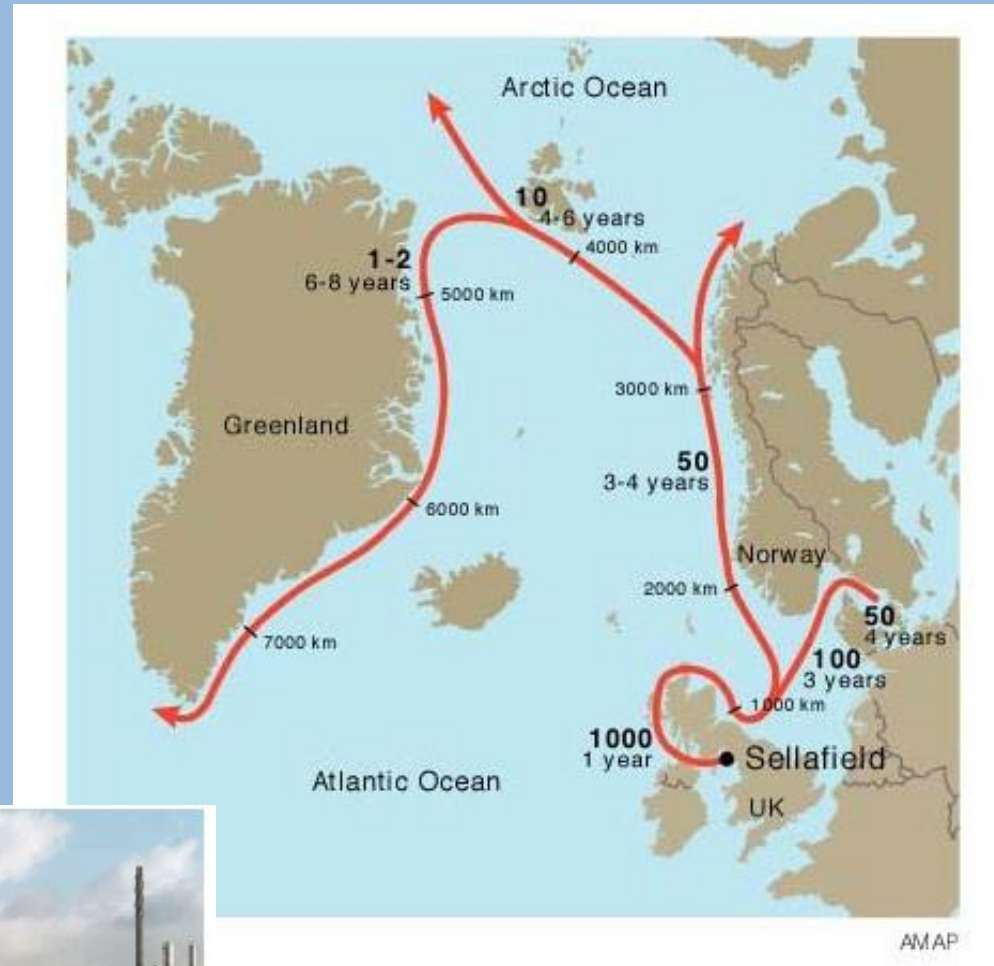 Arctic Ocean
10
4-6 years
4000 km
1-2
6-8 years
5000 km
3000 km
Greenland
50
3-4 years
6000 km
Norway
2000 km
50
4 years
7000 km
100
3 years
1000 km
1000
1 year
Sellafield
Atlantic Ocean
UK
AMAP